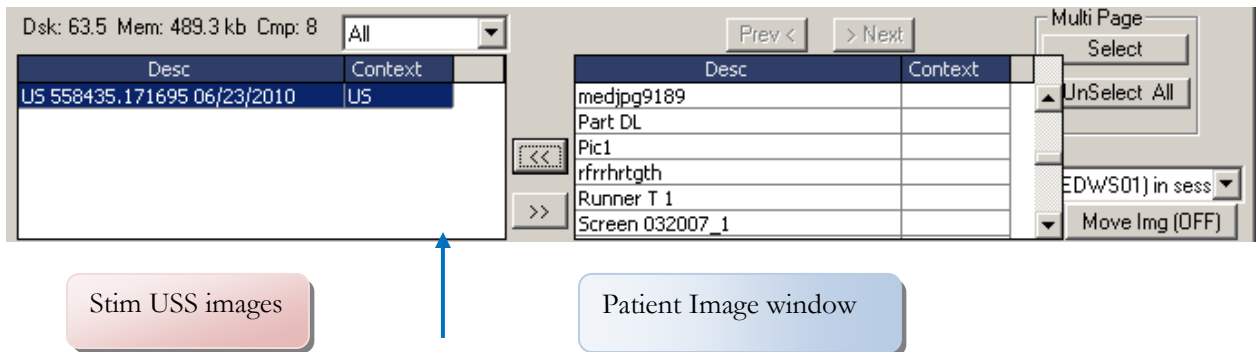 Dsk: 63.5 Mem: 489.3 kb Cmp: 8
All
Prev <
> Next
Multi Page
Select
UnSelect All
Desc Context
US 558435.171695 06/23/2010 US
<<
>>
Desc Context
medjpg9189
Part DL
Pic1
rfrrhrtgth
Runner T 1
Screen 032007_1
EDWS01) in sess
Move Img (OFF)
Stim USS images
Patient Image window